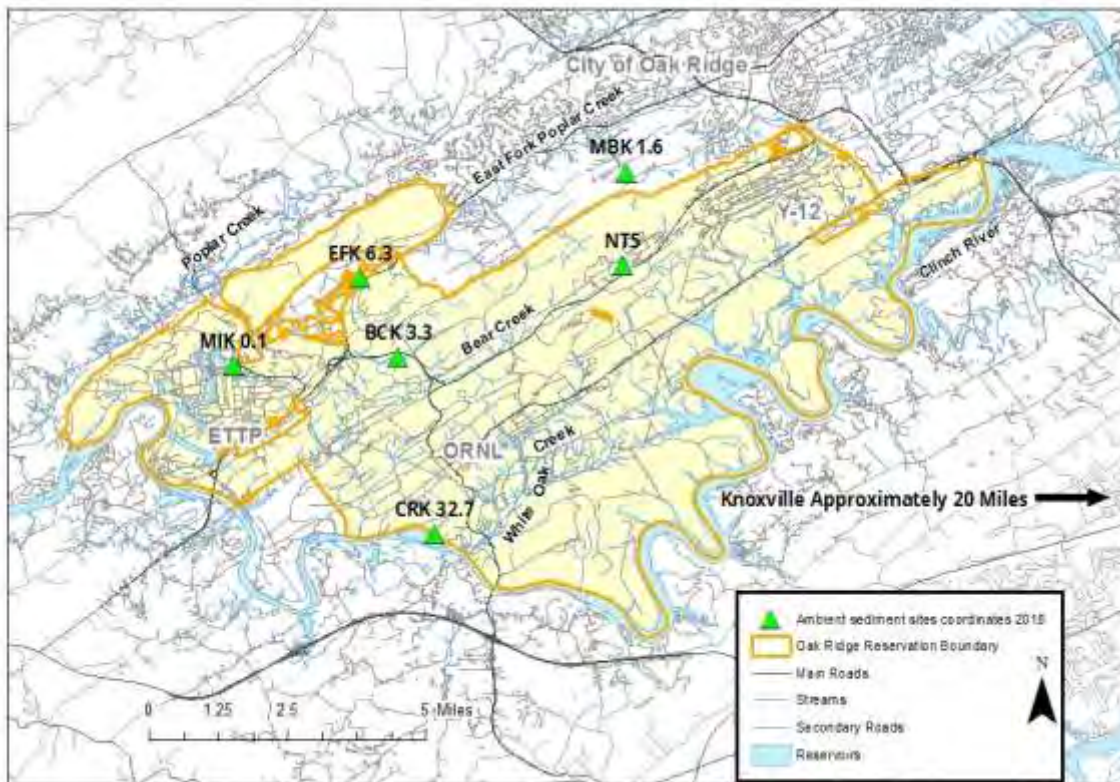 City of Oak Ridge
East Fork Poplar Creek
MBK 1.6
Poplar Creek
Y-12
NT5
EFK 6.3
Clinch River
BCK 3.3
Bear Creek
MIK 0.1
ETTP
ORNL
White Oak Creek
Knoxville Approximately 20 Miles
CRK 32.7
Ambient sediment sites coordinates 2018
Oak Ridge Reservation Boundary
N
Main Roads
Streams
Secondary Roads
Reservoirs
0 1.25 2.5 5 Miles